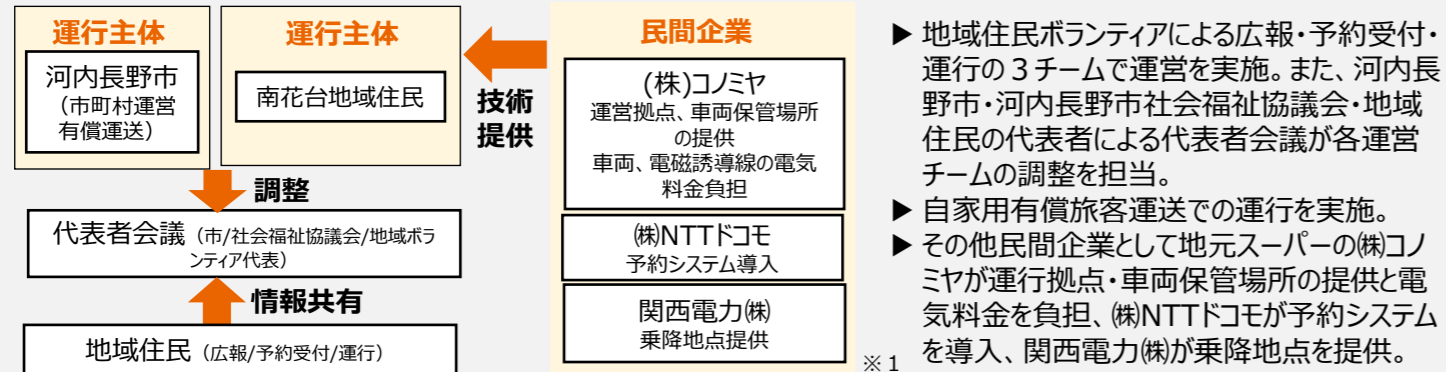 運行主体
河内長野市
（市町村運営
有償運送）
運行主体
南花台地域住民
技術
提供
民間企業
(株)コノミヤ
運営拠点、車両保管場所
の提供
車両、電磁誘導線の電気
料金負担
㈱NTTドコモ
予約システム導入
関西電力㈱
乗降地点提供
※１
調整
代表者会議（市/社会福祉協議会/地域ボラ
ンティア代表）
情報共有
地域住民（広報/予約受付/運行）
▶ 地域住民ボランティアによる広報・予約受付・
運行の３チームで運営を実施。また、河内長
野市・河内長野市社会福祉協議会・地域
住民の代表者による代表者会議が各運営
チームの調整を担当。
▶ 自家用有償旅客運送での運行を実施。
▶ その他民間企業として地元スーパーの㈱コノ
ミヤが運行拠点・車両保管場所の提供と電
気料金を負担、㈱NTTドコモが予約システム
を導入、関西電力㈱が乗降地点を提供。